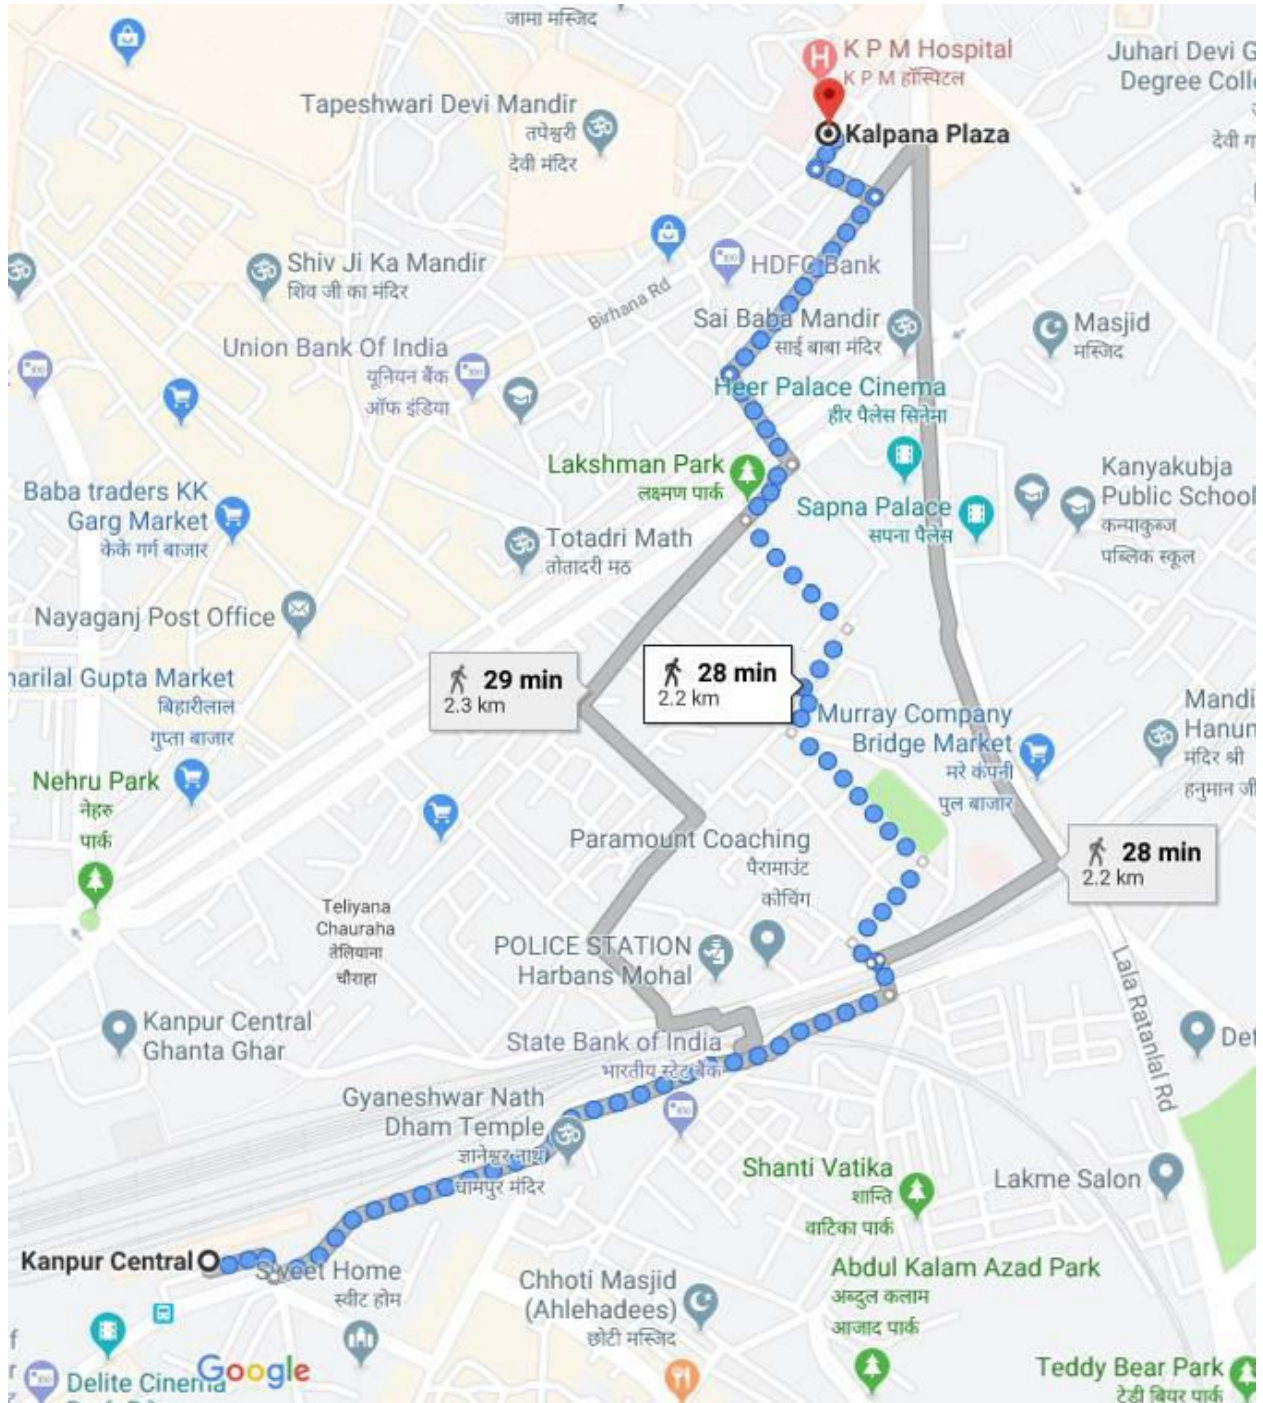 जामा मस्जिद
K P M Hospital
K P M हॉस्पिटल
Juhari Devi G
Degree Coll
देवी ग
Tapeshwari Devi Mandir
तपेश्वरी
देवी मंदिर
Kalpana Plaza
Shiv Ji Ka Mandir
शिव जी का मंदिर
HDFC Bank
Birhana Rd
Sai Baba Mandir
साई बाबा मंदिर
Masjid
मस्जिद
Union Bank Of India
यूनियन बैंक
ऑफ इंडिया
Heer Palace Cinema
हीर पैलेस सिनेमा
Lakshman Park
लक्ष्मण पार्क
Kanyakubja
Public School
कन्याकुब्ज
पब्लिक स्कूल
Baba traders KK
Garg Market
केके गर्ग बाजार
Sapna Palace
सपना पैलेस
Totadri Math
तोतादरी मठ
Nayaganj Post Office
harilal Gupta Market
बिहारीलाल
गुप्ता बाजार
29 min
2.3 km
28 min
2.2 km
Murray Company
Bridge Market
मरे कंपनी
पुल बाजार
Mandi
Hanun
मंदिर श्री
हनुमान जी
Nehru Park
नेहरु
पार्क
Paramount Coaching
पैरामाउंट
कोचिंग
28 min
2.2 km
Teliyana
Chauraha
तेलियाना
चौराहा
POLICE STATION
Harbans Mohal
Lala Ratanlal Rd
Kanpur Central
Ghanta Ghar
State Bank of India
भारतीय स्टेट बैंक
Det
Gyaneshwar Nath
Dham Temple
ज्ञानेश्वर नाथ
धामपुर मंदिर
Shanti Vatika
शान्ति
वाटिका पार्क
Lakme Salon
Kanpur Central
Sweet Home
स्वीट होम
Chhoti Masjid
(Ahlehadees)
छोटी मस्जिद
Abdul Kalam Azad Park
अब्दुल कलाम
आजाद पार्क
Google
Delite Cinema
Teddy Bear Park
टेडी बियर पार्क